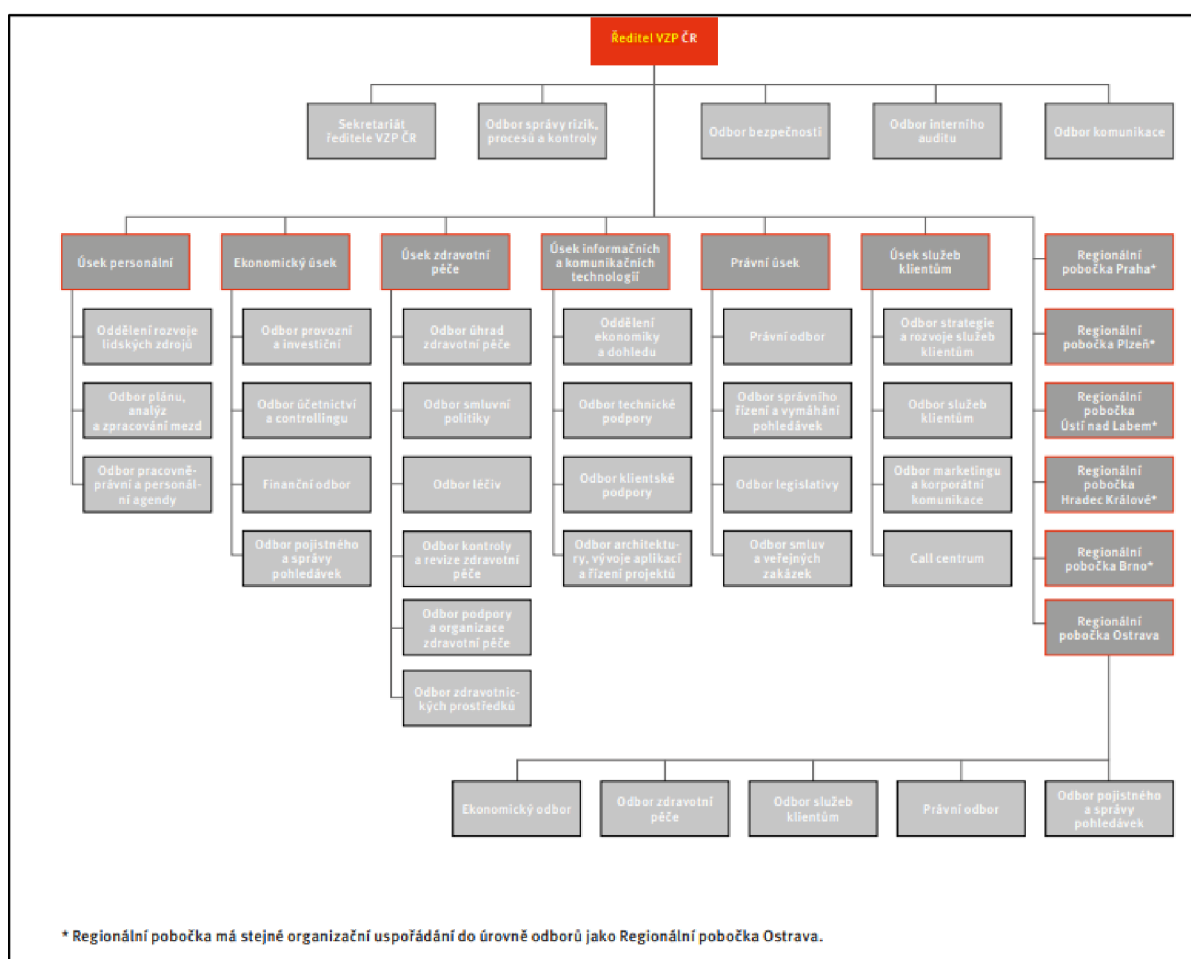 Ředitel VZP ČR
Sekretariát
ředitele VZP ČR
Odbor správy rizik,
procesů a kontroly
Odbor bezpečnosti
Odbor interního
auditu
Odbor komunikace
Úsek personální
Ekonomický úsek
Úsek zdravotní
péče
Úsek informačních
a komunikačních
technologií
Právní úsek
Úsek služeb
klientům
Regionální
pobočka Praha*
Oddělení rozvoje
lidských zdrojů
Odbor provozní
a investiční
Odbor úhrad
zdravotní péče
Oddělení
ekonomiky
a dohledu
Právní odbor
Odbor strategie
a rozvoje služeb
klientům
Regionální
pobočka Plzeň*
Odbor plánu,
analýz
a zpracování mezd
Odbor účetnictví
a controllingu
Odbor smluvní
politiky
Odbor technické
podpory
Odbor správního
řízení a vymáhání
pohledávek
Odbor služeb
klientům
Regionální
pobočka
Ústí nad Labem*
Odbor pracovně-
právní a personál-
ní agendy
Finanční odbor
Odbor léčiv
Odbor klientské
podpory
Odbor legislativy
Odbor marketingu
a korporátní
komunikace
Regionální
pobočka
Hradec Králové*
Odbor pojistného
a správy
pohledávek
Odbor kontroly
a revize zdravotní
péče
Odbor architektu-
ry, vývoje aplikací
a řízení projektů
Odbor smluv
a veřejných
zakázek
Call centrum
Regionální
pobočka Brno*
Odbor podpory
a organizace
zdravotní péče
Regionální
pobočka Ostrava
Odbor zdravotnic-
kých prostředků
Ekonomický odbor
Odbor zdravotní
péče
Odbor služeb
klientům
Právní odbor
Odbor pojistného
a správy
pohledávek
* Regionální pobočka má stejné organizační uspořádání do úrovně odborů jako Regionální pobočka Ostrava.